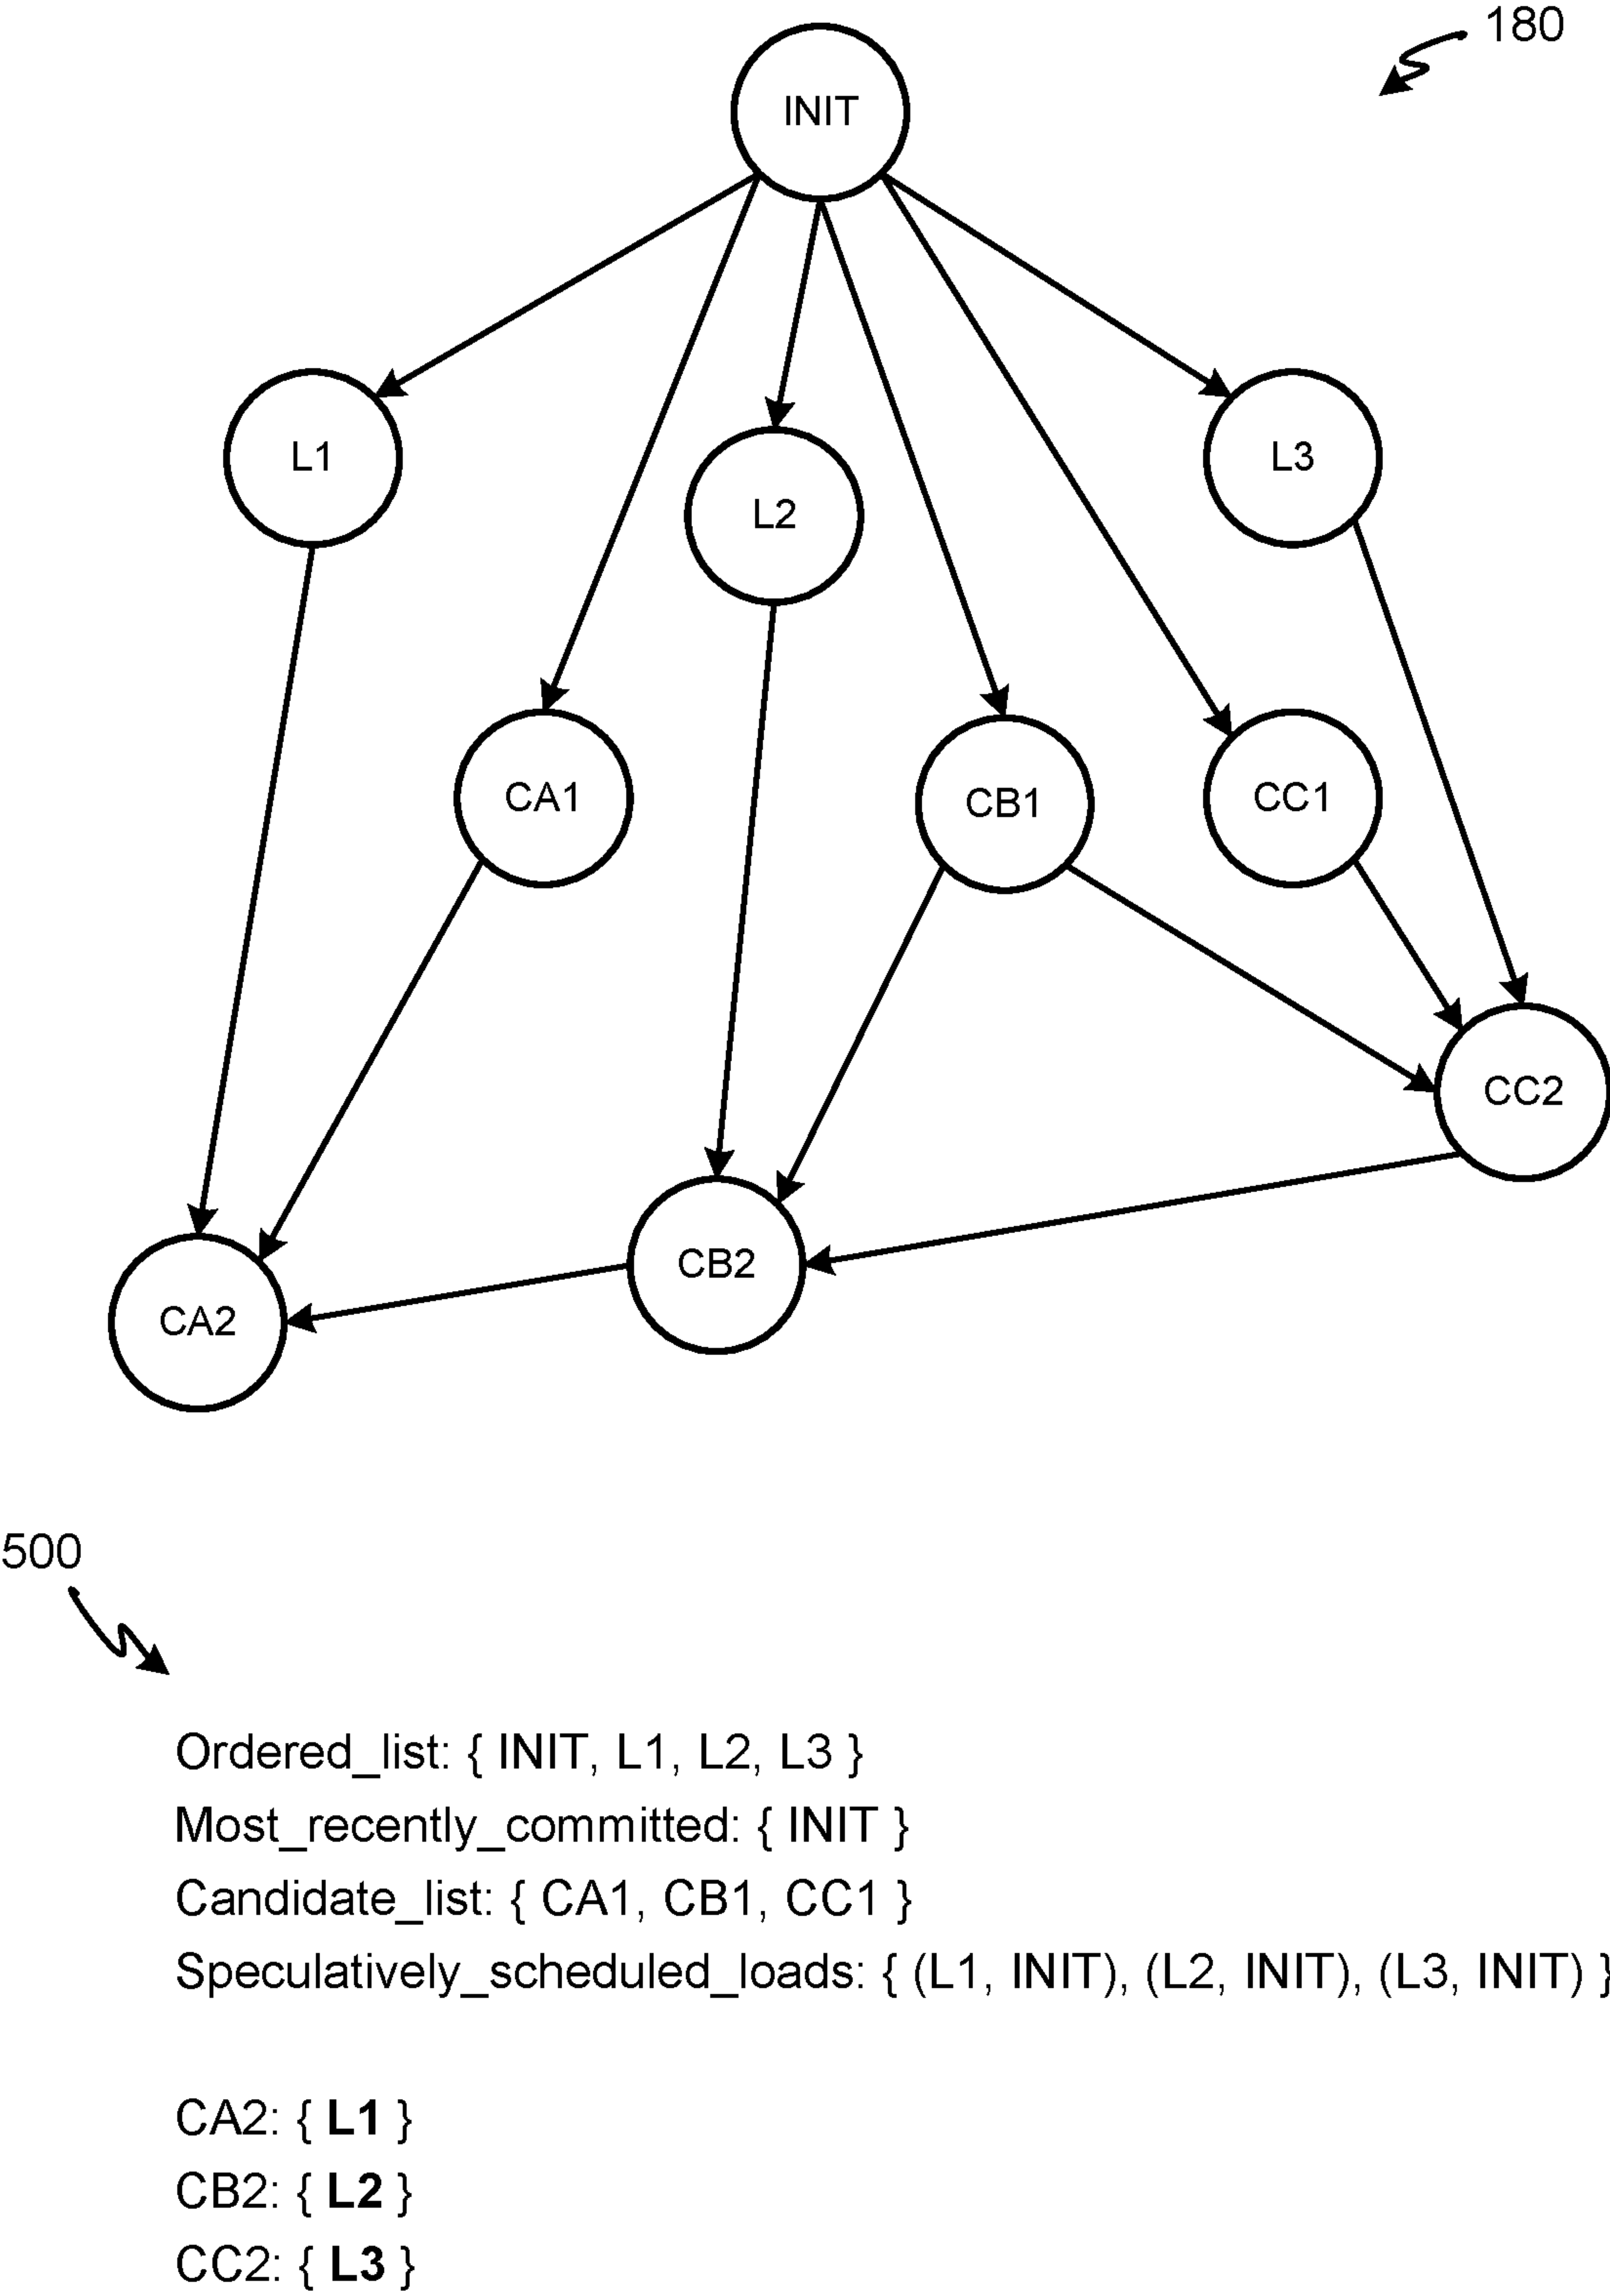 180
INIT
L1
L3
L2
CA1
CB1
CC1
CC2
CB2
CA2
500
Ordered_list: { INIT, L1, L2, L3 }
Most_recently_committed: { INIT }
Candidate_list: { CA1, CB1, CC1 }
Speculatively_scheduled_loads: { (L1, INIT), (L2, INIT), (L3, INIT) }
CA2: { L1 }
CB2: { L2 }
CC2: { L3 }